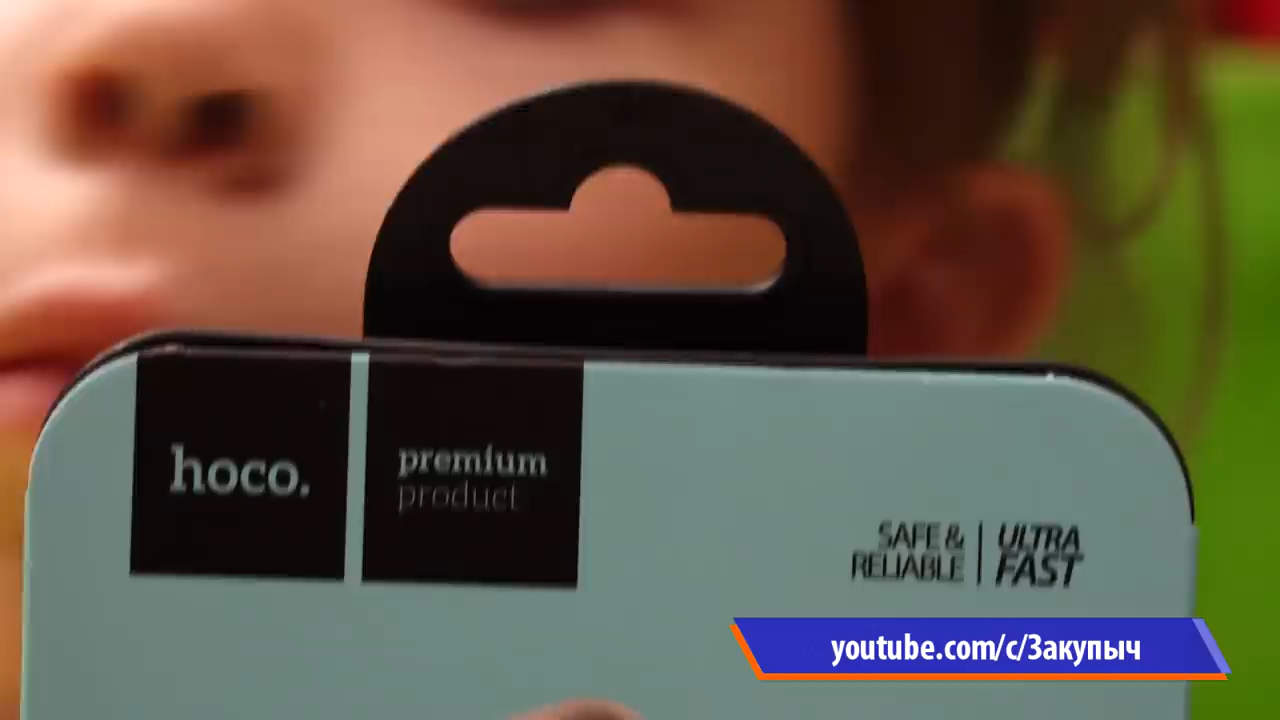 hoco.
premium
product
SAFE &
RELIABLE
ULTRA
FAST
youtube.com/c/Закупыч